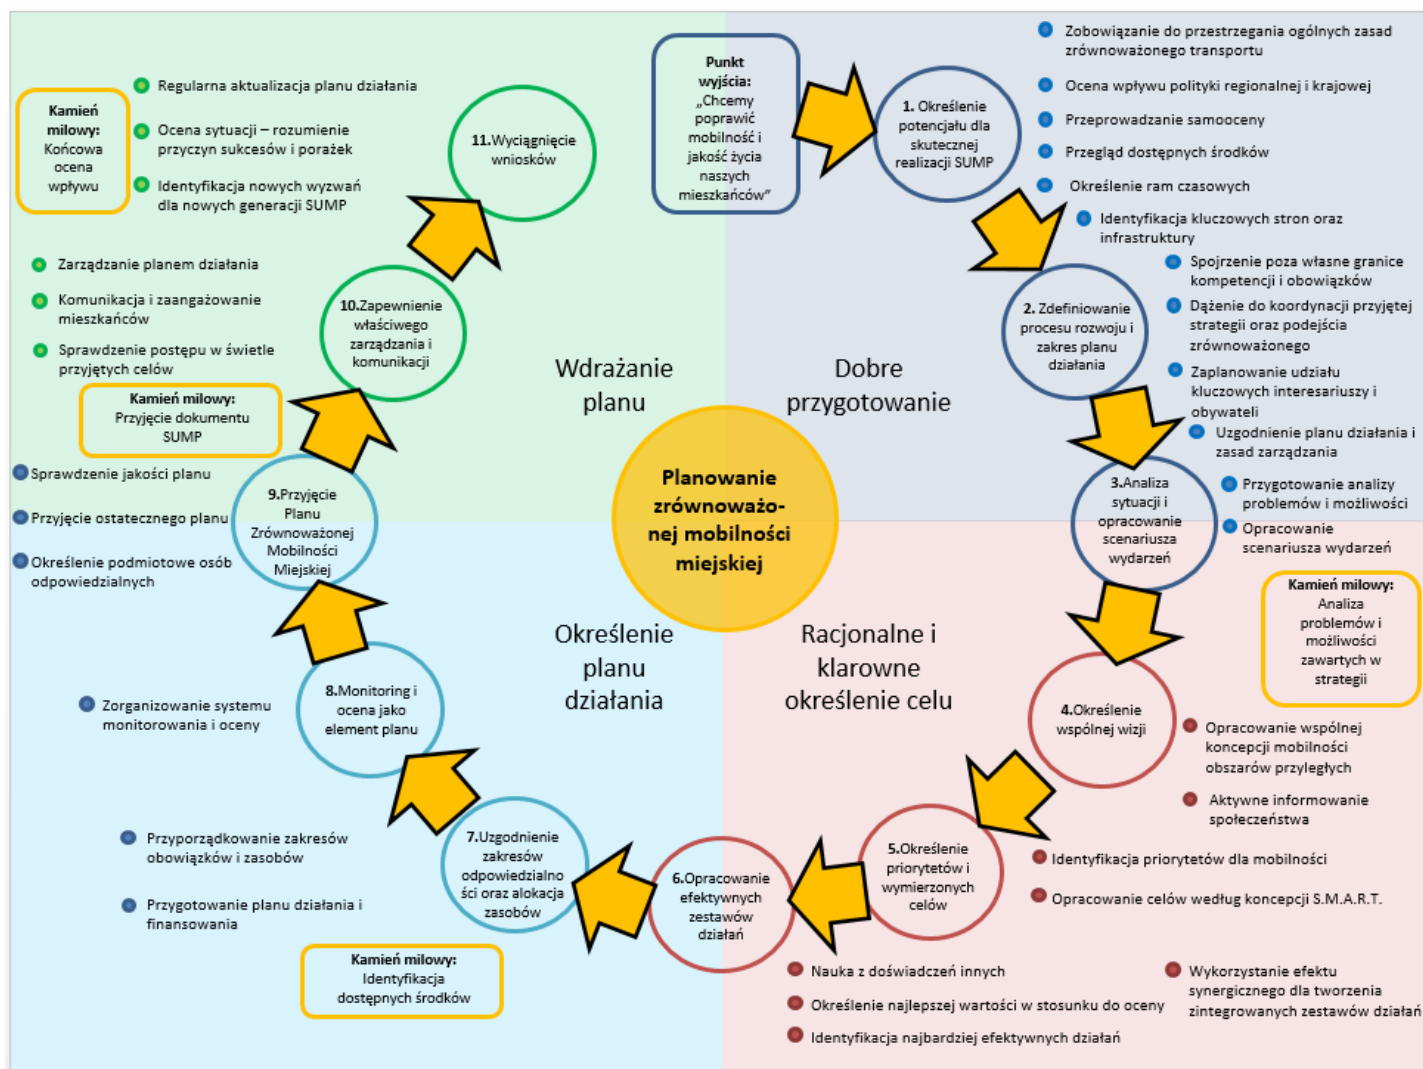 Punkt
wyjścia:
„Chcemy
poprawić
mobilność i
jakość życia
naszych
mieszkańców”
1. Określenie
potencjału dla
skutecznej
realizacji SUMP
Zobowiązanie do przestrzegania ogólnych zasad
zrównoważonego transportu
Ocena wpływu polityki regionalnej i krajowej
Przeprowadzanie samooceny
Przegląd dostępnych środków
Określenie ram czasowych
Identyfikacja kluczowych stron oraz
infrastruktury
2. Zdefiniowanie
procesu rozwoju i
zakres planu
działania
Spojrzenie poza własne granice
kompetencji i obowiązków
Dążenie do koordynacji przyjętej
strategii oraz podejścia
zrównoważonego
Zaplanowanie udziału
kluczowych interesariuszy i
obywateli
Uzgodnienie planu działania i
zasad zarządzania
3.Analiza
sytuacji i
opracowanie
scenariusza
wydarzeń
Przygotowanie analizy
problemów i możliwości
Opracowanie
scenariusza wydarzeń
Kamień milowy:
Analiza
problemów i
możliwości
zawartych w
strategii
Dobre
przygotowanie
Racjonalne i
klarowne
określenie celu
4.Określenie
wspólnej wizji
Opracowanie wspólnej
koncepcji mobilności
obszarów przyległych
Aktywne informowanie
społeczeństwa
5.Określenie
priorytetów i
wymierzonych
celów
Identyfikacja priorytetów dla mobilności
Opracowanie celów według koncepcji S.M.A.R.T.
6.Opracowanie
efektywnych
zestawów
działań
Nauka z doświadczeń innych
Określenie najlepszej wartości w stosunku do oceny
Identyfikacja najbardziej efektywnych działań
Wykorzystanie efektu
synergicznego dla tworzenia
zintegrowanych zestawów działań
Określenie
planu
działania
7.Uzgodnienie
zakresów
odpowiedzialno
ści oraz alokacja
zasobów
Przyporządkowanie zakresów
obowiązków i zasobów
Przygotowanie planu działania i
finansowania
Kamień milowy:
Identyfikacja
dostępnych środków
8.Monitoring i
ocena jako
element planu
Zorganizowanie systemu
monitorowania i oceny
9.Przyjęcie
Planu
Zrównoważonej
Mobilności
Miejskiej
Sprawdzenie jakości planu
Przyjęcie ostatecznego planu
Określenie podmiotowe osób
odpowiedzialnych
Kamień milowy:
Przyjęcie dokumentu
SUMP
Wdrażanie
planu
10.Zapewnienie
właściwego
zarządzania i
komunikacji
Zarządzanie planem działania
Komunikacja i zaangażowanie
mieszkańców
Sprawdzenie postępu w świetle
przyjętych celów
11.Wyciągnięcie
wniosków
Regularna aktualizacja planu działania
Ocena sytuacji – rozumienie
przyczyn sukcesów i porażek
Identyfikacja nowych wyzwań
dla nowych generacji SUMP
Kamień
milowy:
Końcowa
ocena
wpływu
Planowanie
zrównoważo-
nej mobilności
miejskiej